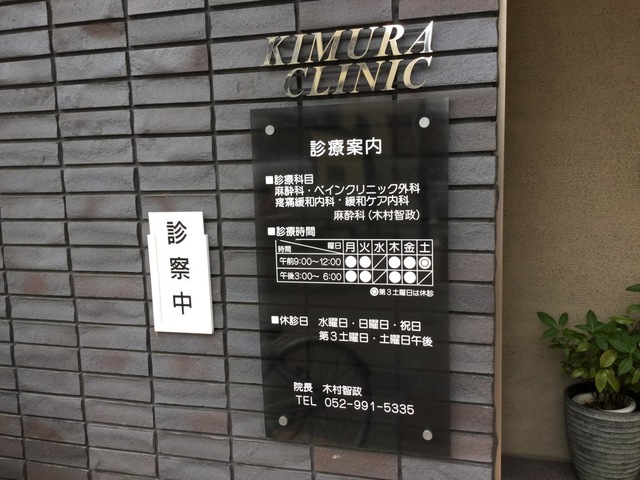 KIMURA
CLINIC
診療案内
■診療科目
麻酔科・ペインクリニック外科
疼痛緩和内科・緩和ケア内科
麻酔科(木村智政)
■診療時間
時間 曜日 月 火 水 木 金 土
午前9:00〜12:00 ● ● ／ ● ● ◎
午後3:00〜 6:00 ● ● ／ ● ● ／
◎第3土曜日は休診
■休診日 水曜日・日曜日・祝日
第3土曜日・土曜日午後
院長 木村智政
TEL 052-991-5335
診察中